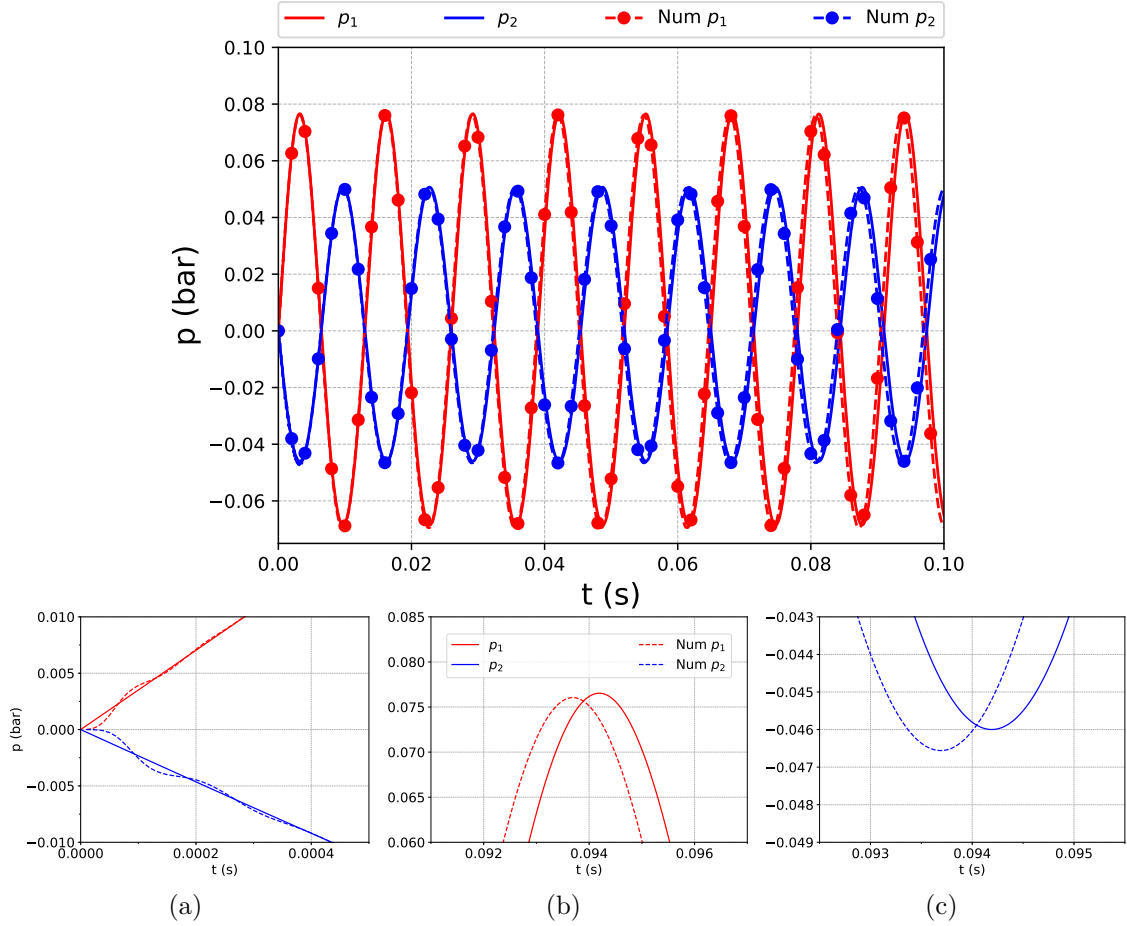 p1 p2 Num p1 Num p2
0.10
0.08
0.06
0.04
0.02
0.00
−0.02
−0.04
−0.06
p (bar)
0.00 0.02 0.04 0.06 0.08 0.10
t (s)
0.010
0.005
0.000
−0.005
−0.010
p (bar)
0.0000 0.0002 0.0004
t (s)
(a)
0.085
0.080
0.075
0.070
0.065
0.060
p1 Num p1
p2 Num p2
0.092 0.094 0.096
t (s)
(b)
−0.043
−0.044
−0.045
−0.046
−0.047
−0.048
−0.049
0.093 0.094 0.095
t (s)
(c)